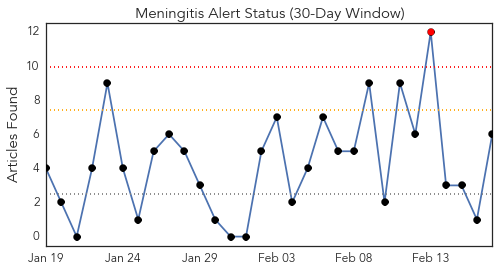 Meningitis Alert Status (30-Day Window)
Articles Found
12
10
8
6
4
2
0
Jan 19 Jan 24 Jan 29 Feb 03 Feb 08 Feb 13